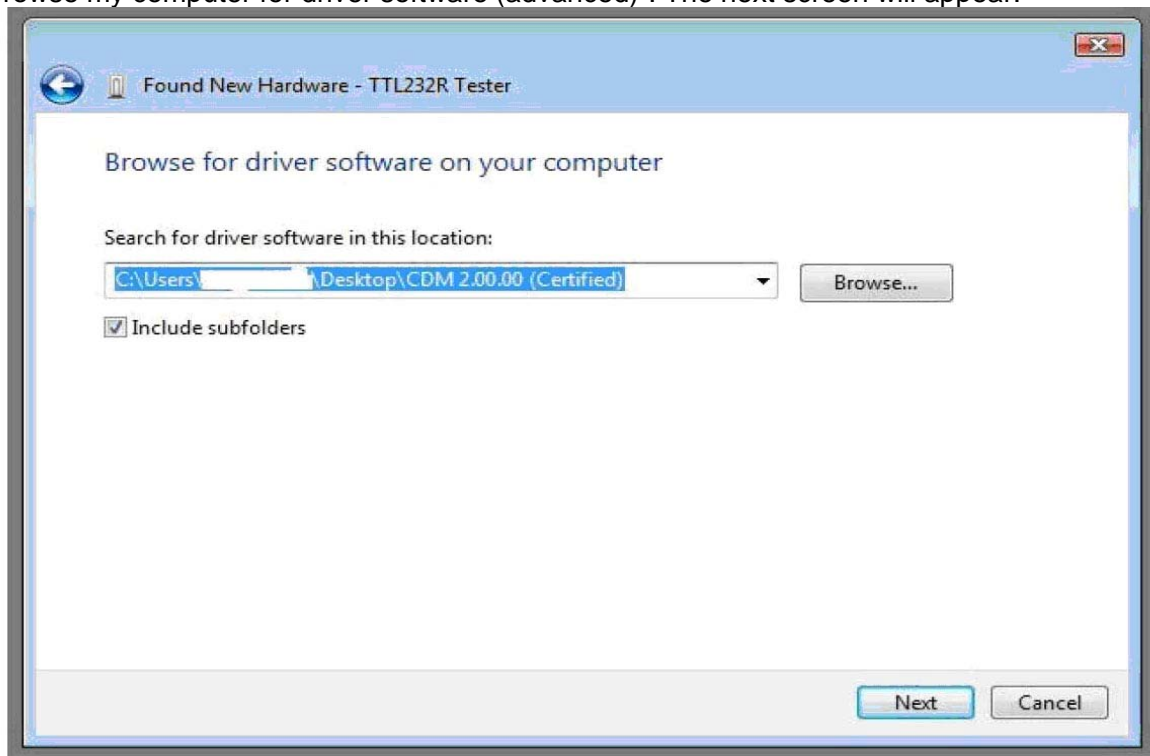 rowse my computer for driver software (advanced)”. The next screen will appear:
Found New Hardware - TTL232R Tester
Browse for driver software on your computer
Search for driver software in this location:
C:\Users\ \Desktop\CDM 2.00.00 (Certified)
Browse...
Include subfolders
Next
Cancel